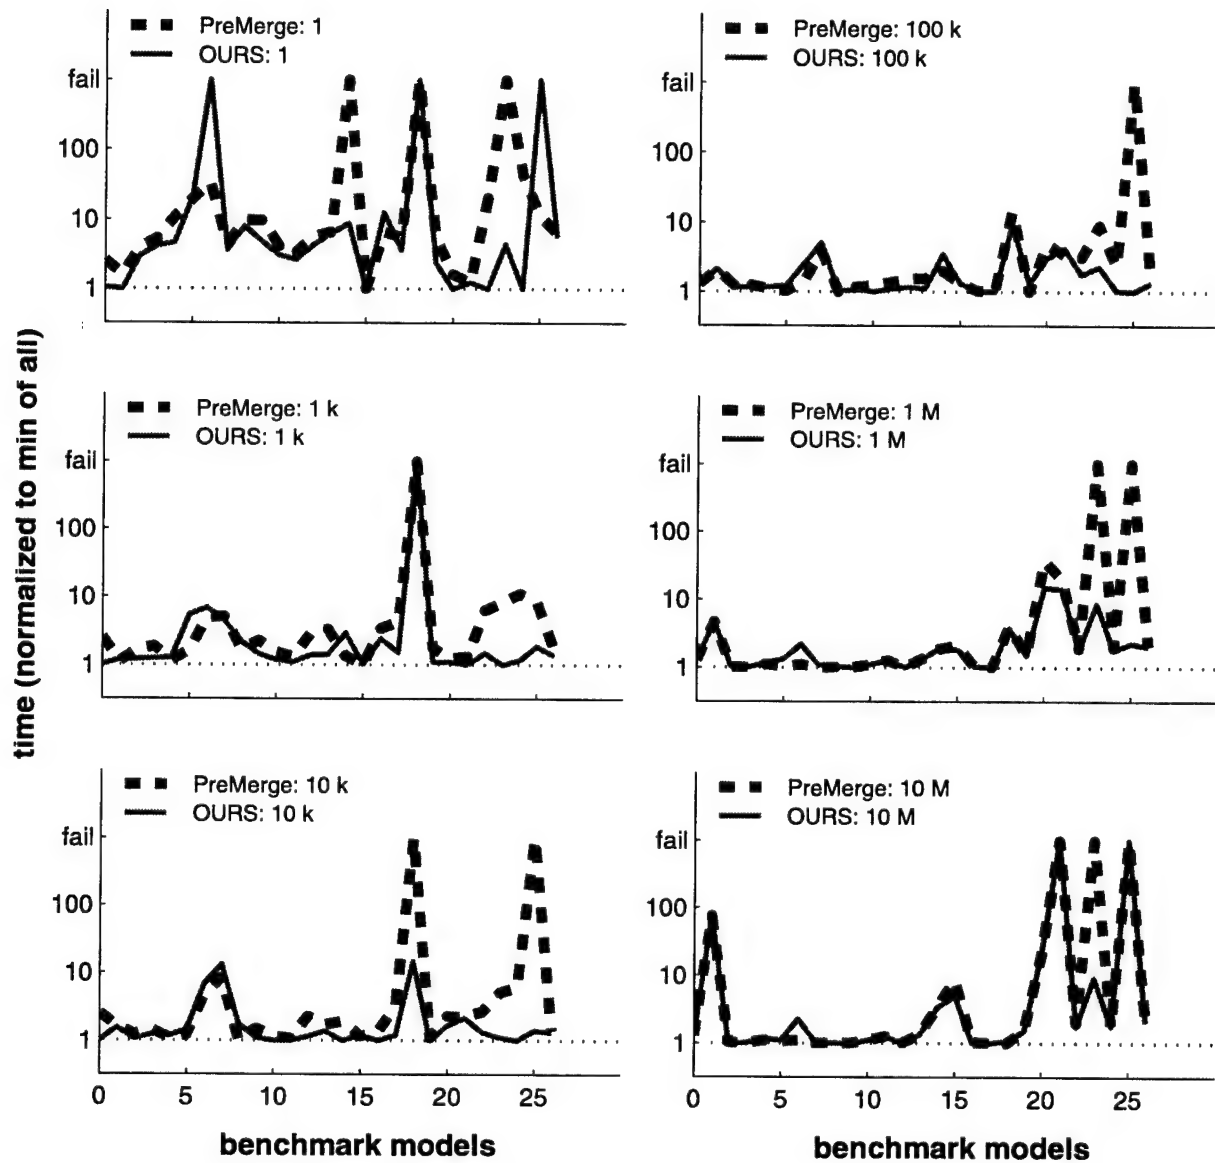 PreMerge: 1
OURS: 1
fail
100
10
1
PreMerge: 100 k
OURS: 100 k
fail
100
10
1
time (normalized to min of all)
PreMerge: 1 k
OURS: 1 k
fail
100
10
1
PreMerge: 1 M
OURS: 1 M
fail
100
10
1
PreMerge: 10 k
OURS: 10 k
fail
100
10
1
0 5 10 15 20 25
benchmark models
PreMerge: 10 M
OURS: 10 M
fail
100
10
1
0 5 10 15 20 25
benchmark models